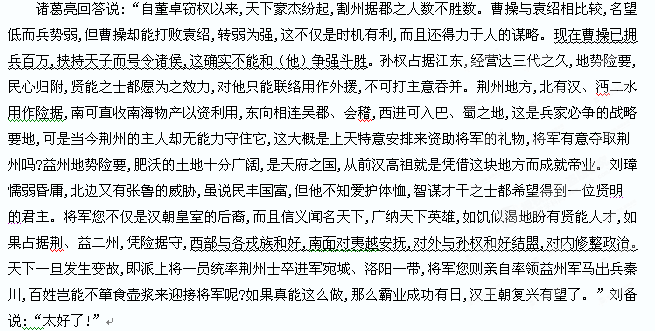 诸葛亮回答说：“自董卓窃权以来，天下豪杰纷起，割州据郡之人数不胜数。曹操与袁绍相比较，名望
低而兵势弱，但曹操却能打败袁绍，转弱为强，这不仅是时机有利，而且还得力于人的谋略。现在曹操已拥
兵百万，扶持天子而号令诸侯，这确实不能和（他）争强斗胜。孙权占据江东，经营达三代之久，地势险要，
民心归附，贤能之士都愿为之效力，对他只能联络用作外援，不可打主意吞并。荆州地方，北有汉、沔二水
用作险据，南可直收南海物产以资利用，东向相连吴郡、会稽，西进可入巴、蜀之地，这是兵家必争的战略
要地，可是当今荆州的主人却无能力守住它，这大概是上天特意安排来资助将军的礼物，将军有意夺取荆
州吗?益州地势险要，肥沃的土地十分广阔，是天府之国，从前汉高祖就是凭借这块地方而成就帝业。刘璋
懦弱昏庸，北边又有张鲁的威胁，虽说民丰国富，但他不知爱护体恤，智谋才干之士都希望得到一位贤明
的君主。将军您不仅是汉朝皇室的后裔，而且信义闻名天下，广纳天下英雄，如饥似渴地盼有贤能人才，如
果占据荆、益二州，凭险据守，西部与各戎族和好，南面对夷越安抚，对外与孙权和好结盟，对内修整政治。
天下一旦发生变故，即派上将一员统率荆州士卒进军宛城、洛阳一带，将军您则亲自率领益州军马出兵秦
川，百姓岂能不箪食壶浆来迎接将军呢?如果真能这么做，那么霸业成功有日，汉王朝复兴有望了。”刘备
说：“太好了!”